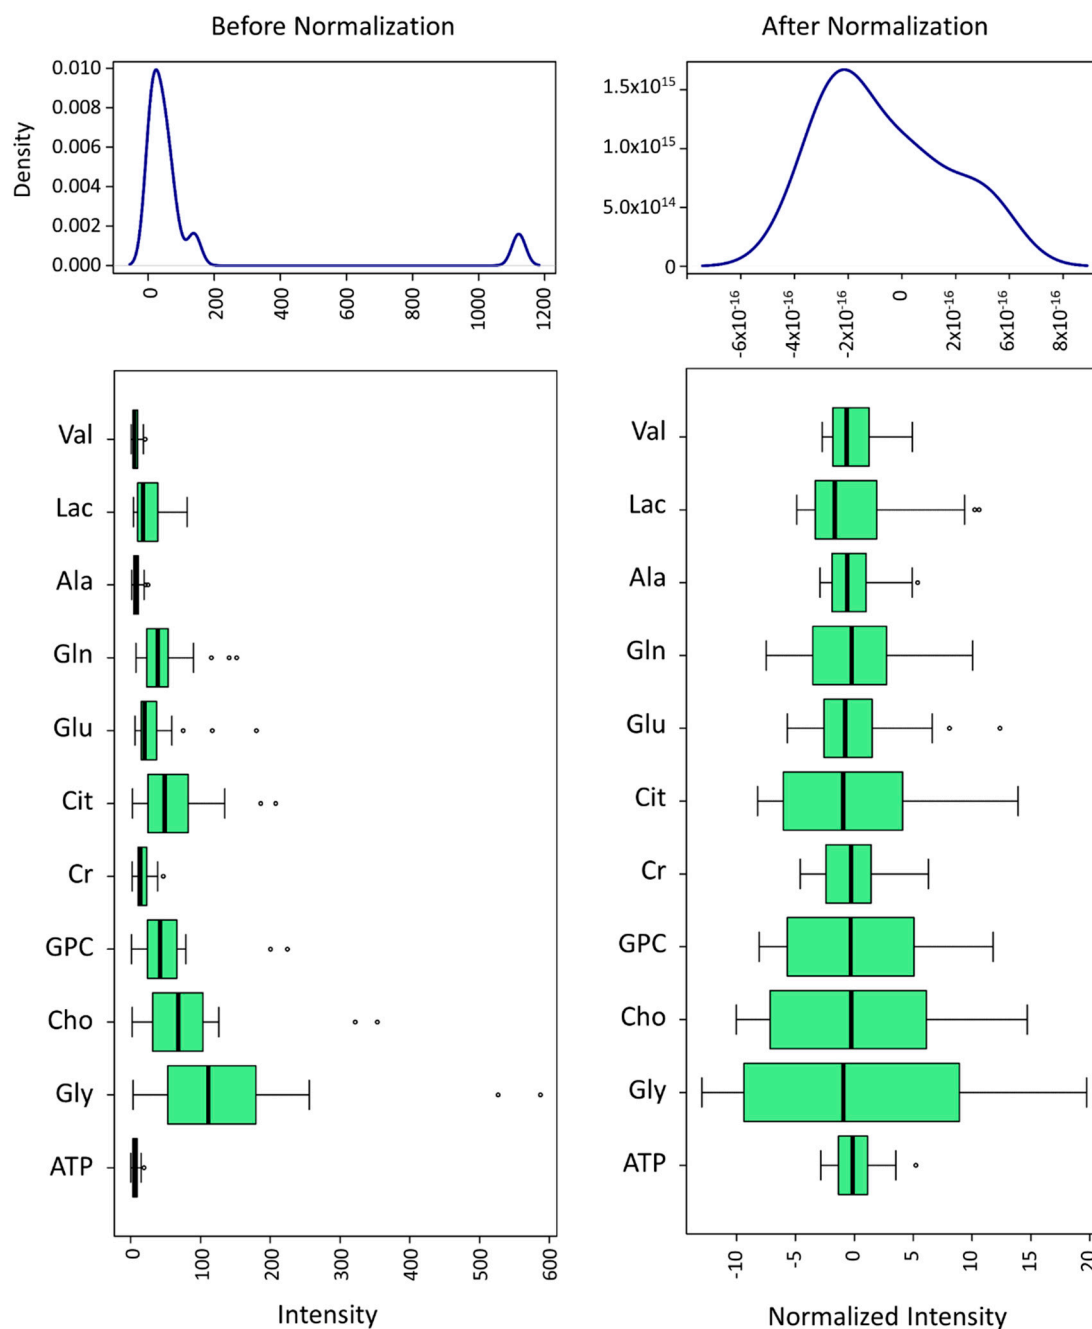 Before Normalization
After Normalization
Density
0.010
0.008
0.006
0.004
0.002
0.000
0
200
400
600
800
1000
1200
1.5x10¹⁵
1.0x10¹⁵
5.0x10¹⁴
0
-6x10⁻¹⁶
-4x10⁻¹⁶
-2x10⁻¹⁶
0
2x10⁻¹⁶
6x10⁻¹⁶
8x10⁻¹⁶
Val
Lac
Ala
Gln
Glu
Cit
Cr
GPC
Cho
Gly
ATP
0
100
200
300
400
500
600
Intensity
Val
Lac
Ala
Gln
Glu
Cit
Cr
GPC
Cho
Gly
ATP
-10
-5
0
5
10
15
20
Normalized Intensity